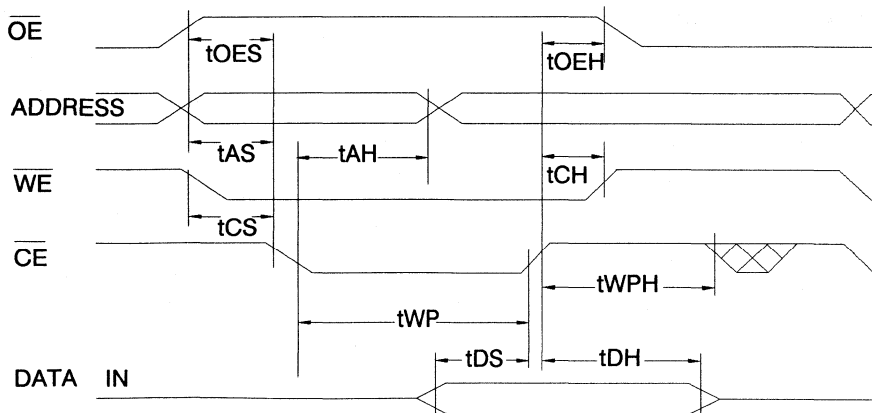 OE
tOES
tOEH
ADDRESS
tAS
tAH
WE
tCH
tCS
CE
tWPH
tWP
tDS
tDH
DATA IN